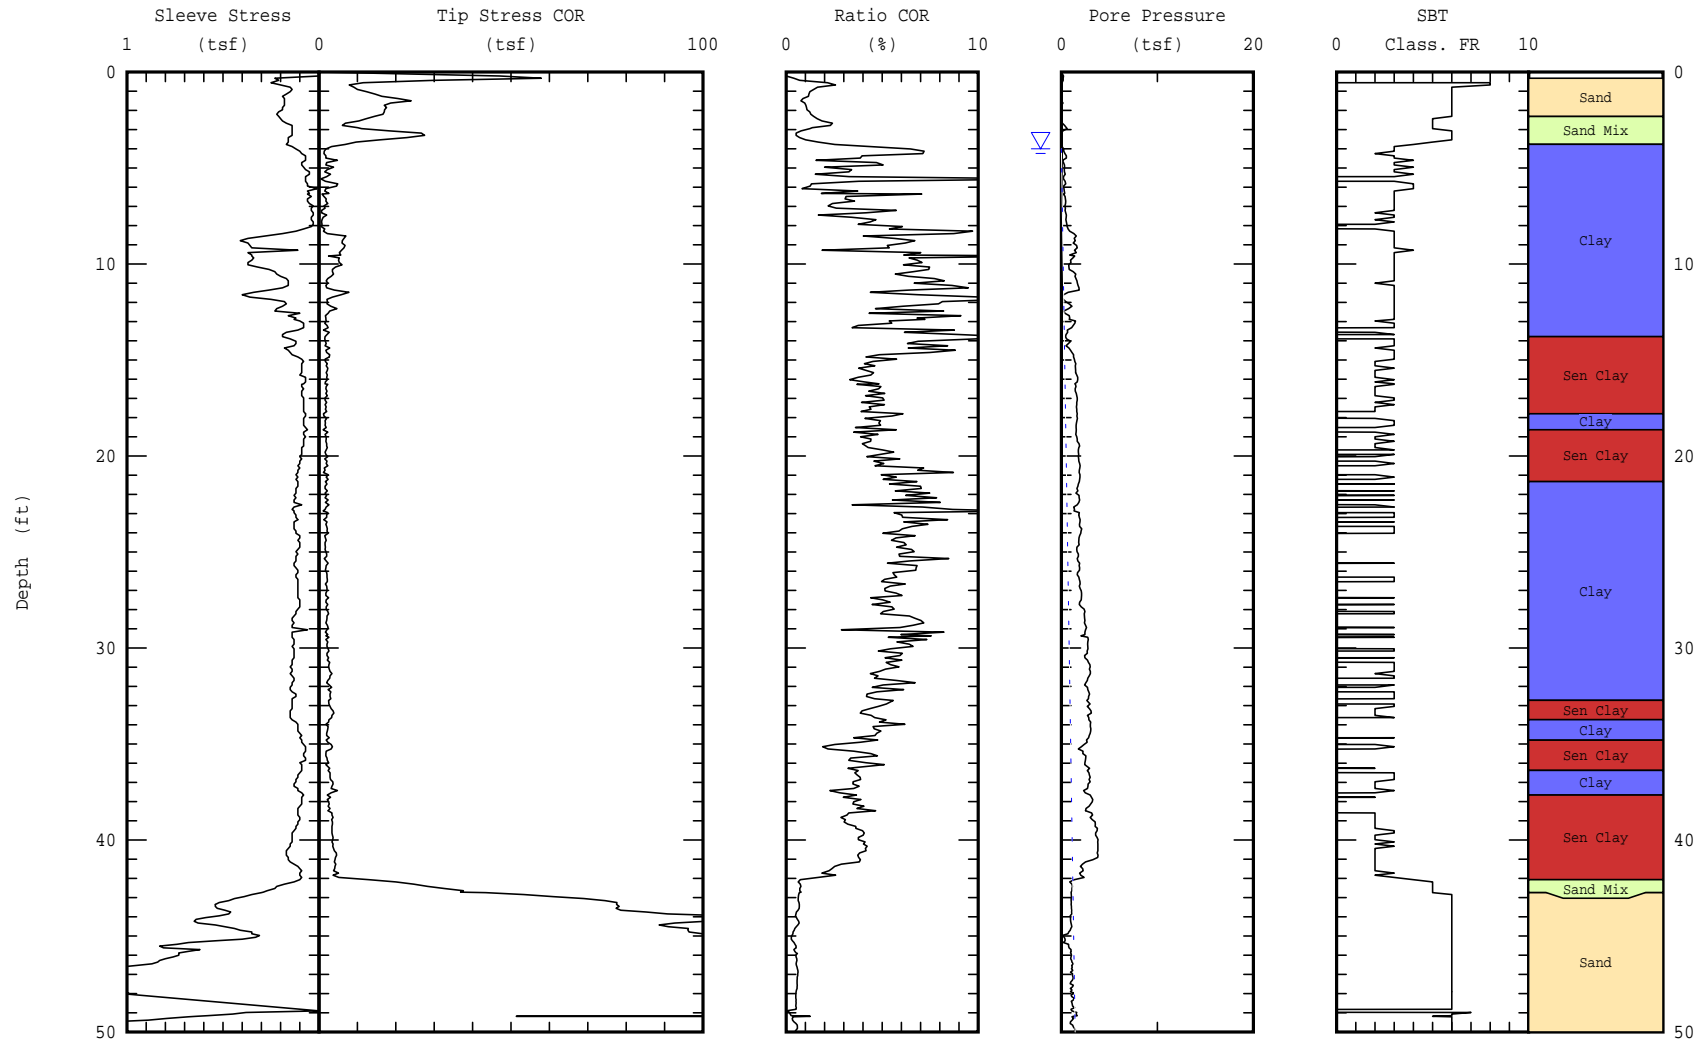 Sleeve Stress Tip Stress COR Ratio COR Pore Pressure SBT
1 (tsf) 0 (tsf) 100 0 (%) 10 0 (tsf) 20 0 Class. FR 10
0 0
Sand
Sand Mix
Clay
10 10
Sen Clay
Clay
20 Sen Clay 20
Depth (ft)
Clay
30 30
Sen Clay
Clay
Sen Clay
Clay
40 Sen Clay 40
Sand Mix
Sand
50 50